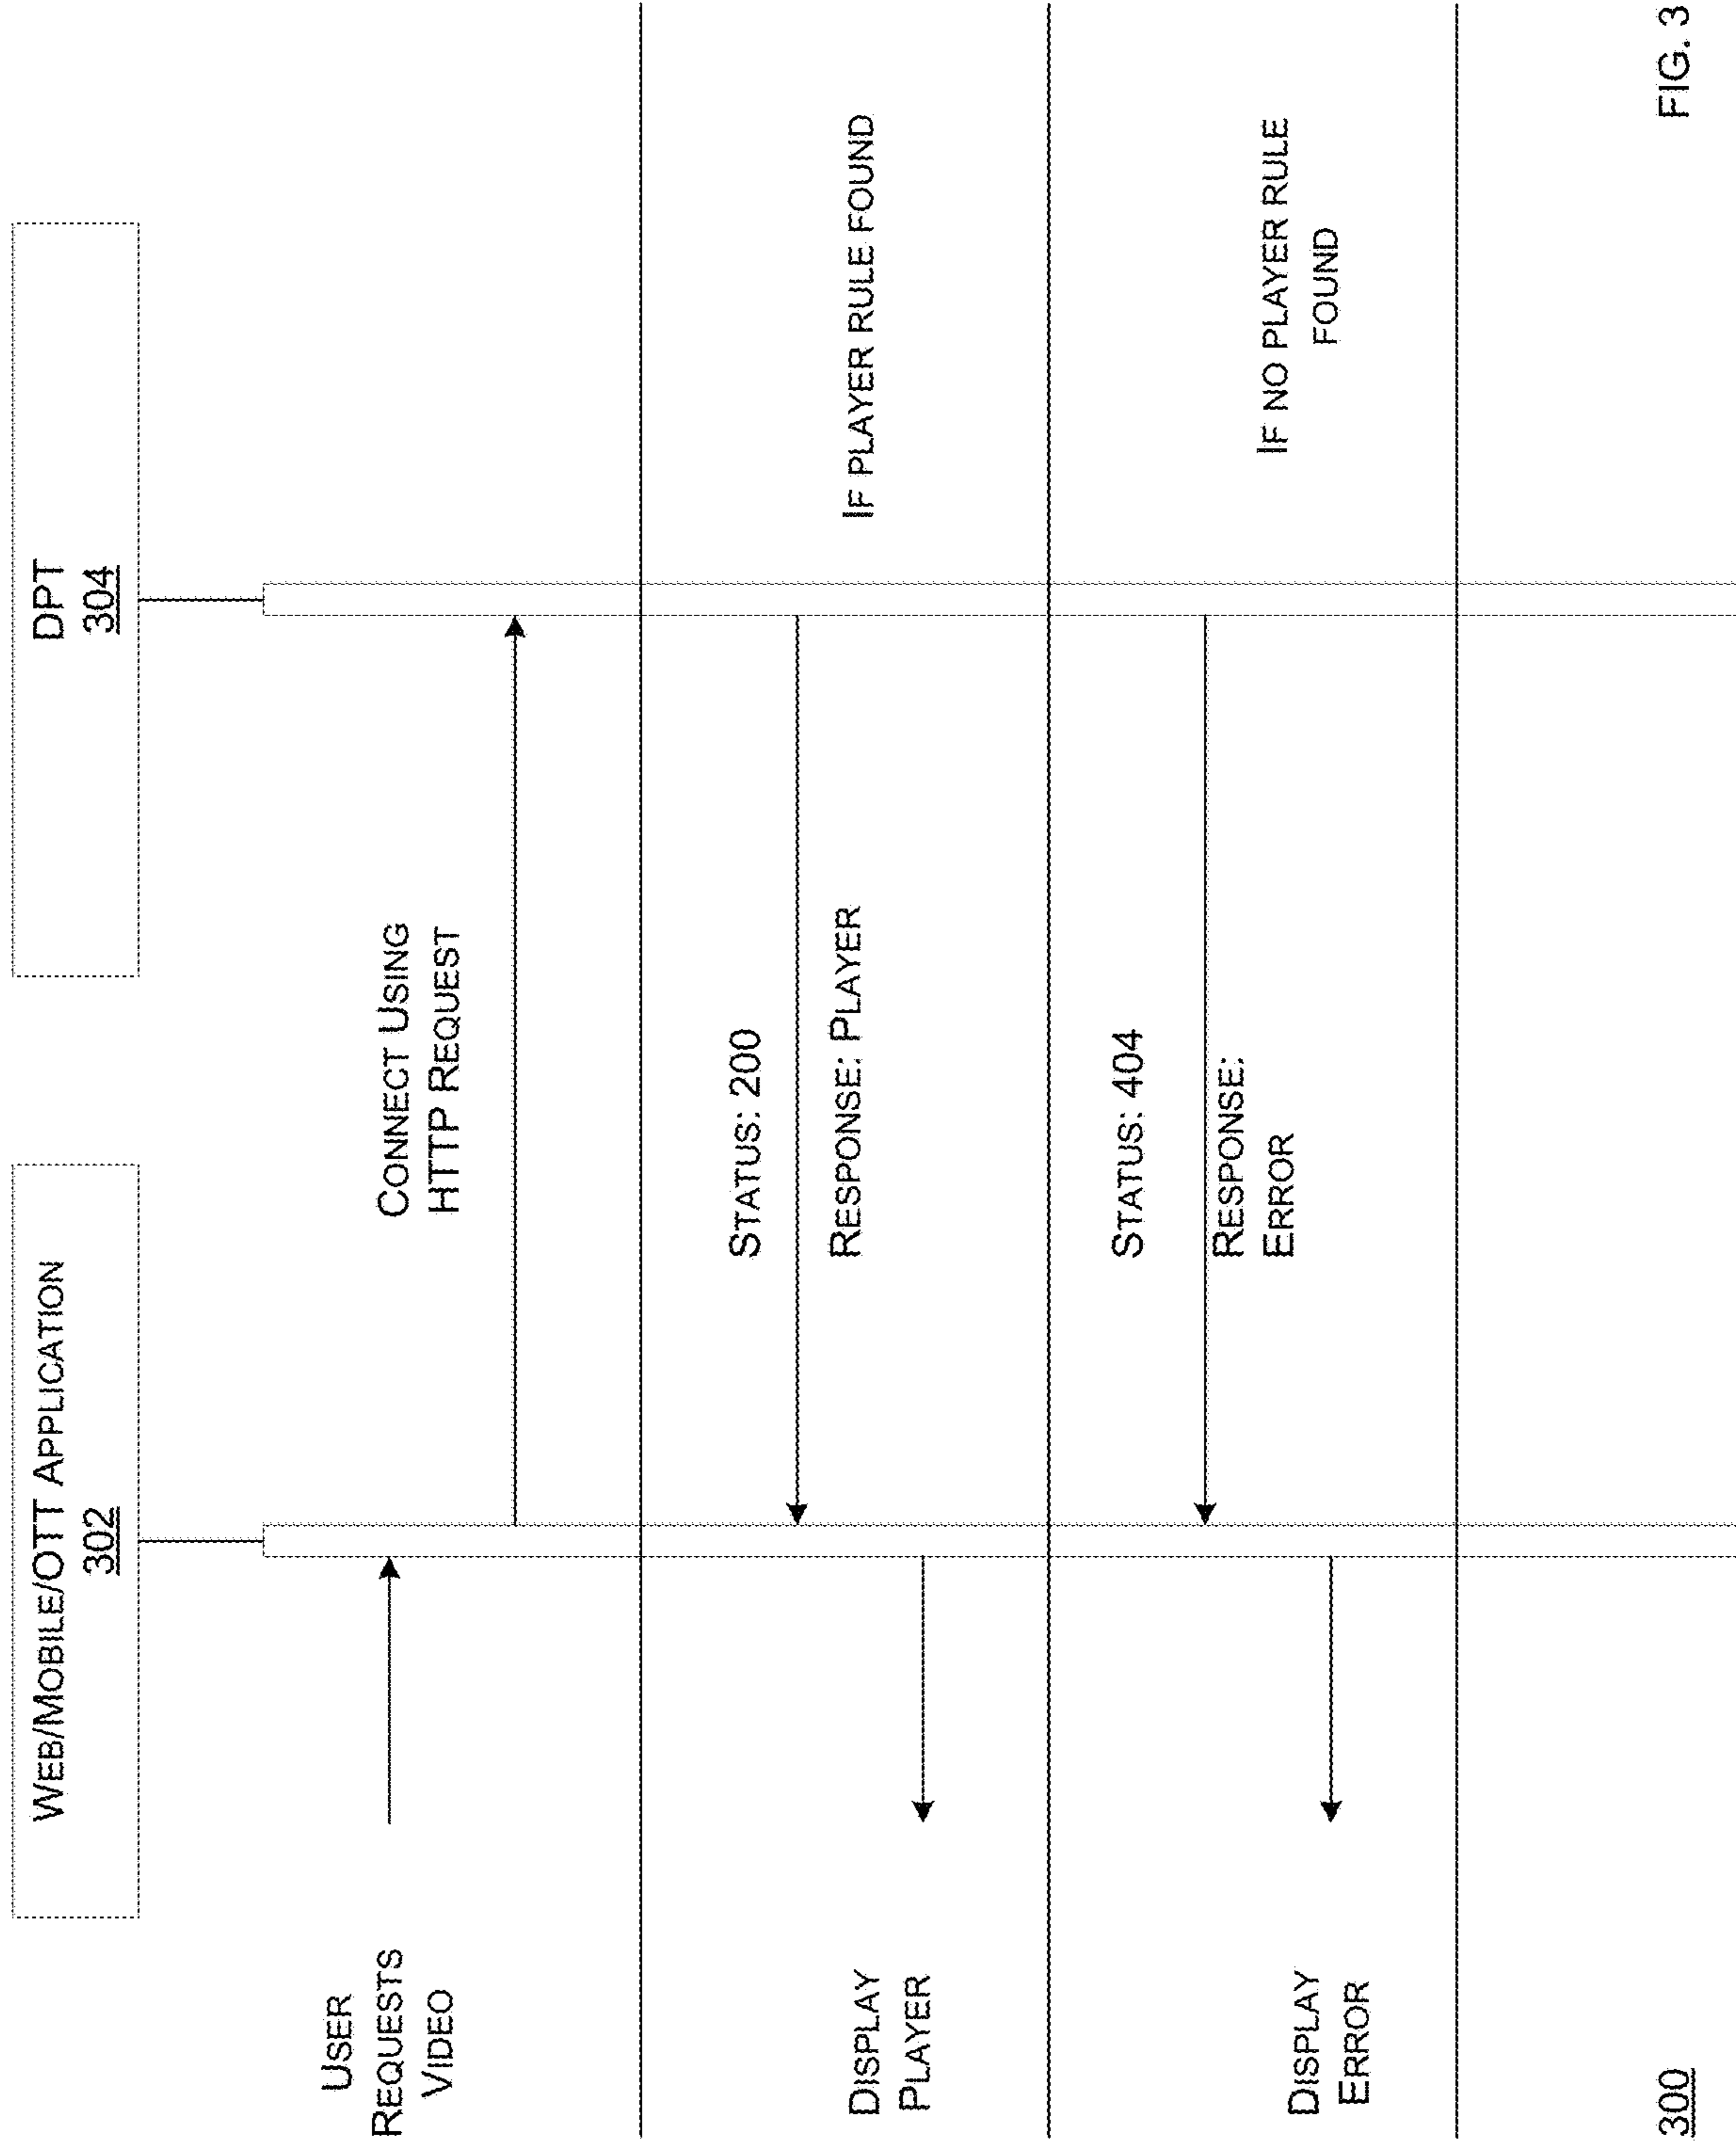 WEB/MOBILE/OTT APPLICATION
302
DPT
304
USER
REQUESTS
VIDEO
CONNECT USING
HTTP REQUEST
STATUS: 200
RESPONSE: PLAYER
DISPLAY
PLAYER
IF PLAYER RULE FOUND
STATUS: 404
RESPONSE:
ERROR
DISPLAY
ERROR
IF NO PLAYER RULE
FOUND
300
FIG. 3